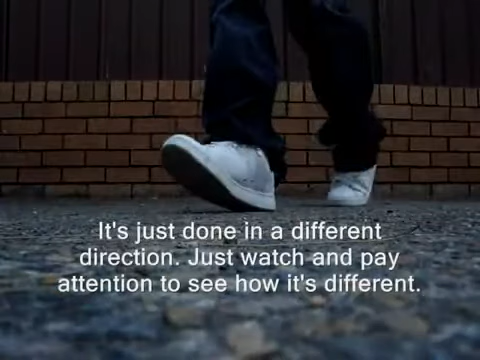 It's just done in a different
direction. Just watch and pay
attention to see how it's different.